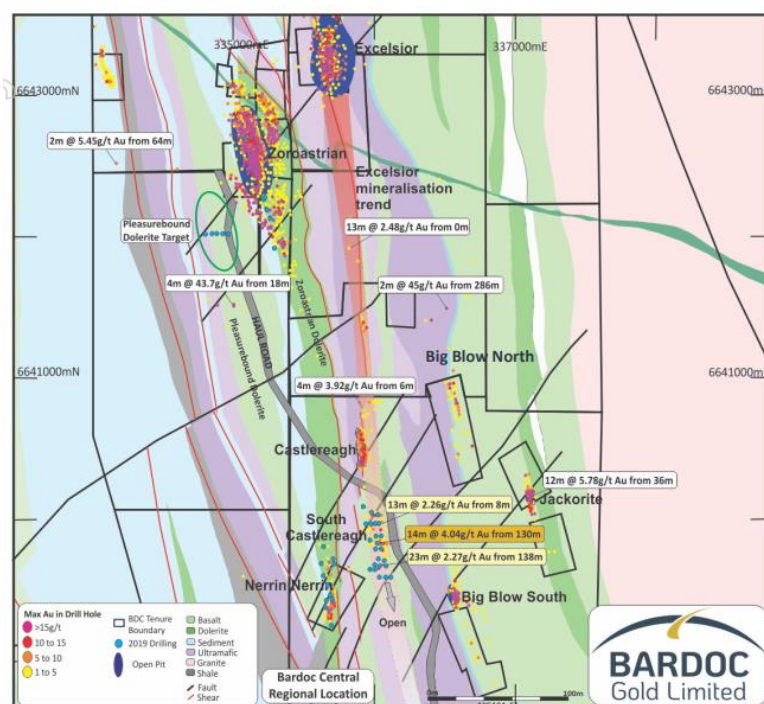 335000mE
337000mE
Excelsior
6643000mN
6643000m
2m @ 5.45g/t Au from 64m
Zoroastrian
Excelsior
mineralisation
trend
Pleasurebound
Dolerite Target
13m @ 2.48g/t Au from 0m
4m @ 43.7g/t Au from 18m
2m @ 45g/t Au from 286m
Zoroastrian Dolerite
HAUL ROAD
Pleasurebound Dolerite
Big Blow North
6641000mN
6641000m
4m @ 3.92g/t Au from 6m
Castlereagh
12m @ 5.78g/t Au from 36m
Jackorite
13m @ 2.26g/t Au from 8m
South
Castlereagh
14m @ 4.04g/t Au from 130m
23m @ 2.27g/t Au from 138m
Nerrin Nerrin
Big Blow South
Open
Max Au in Drill Hole
>15g/t
10 to 15
5 to 10
1 to 5
BDC Tenure
Boundary
2019 Drilling
Open Pit
Basalt
Dolerite
Sediment
Ultramafic
Granite
Shale
Fault
Shear
Bardoc Central
Regional Location
0m
100m
BARDOC
Gold Limited